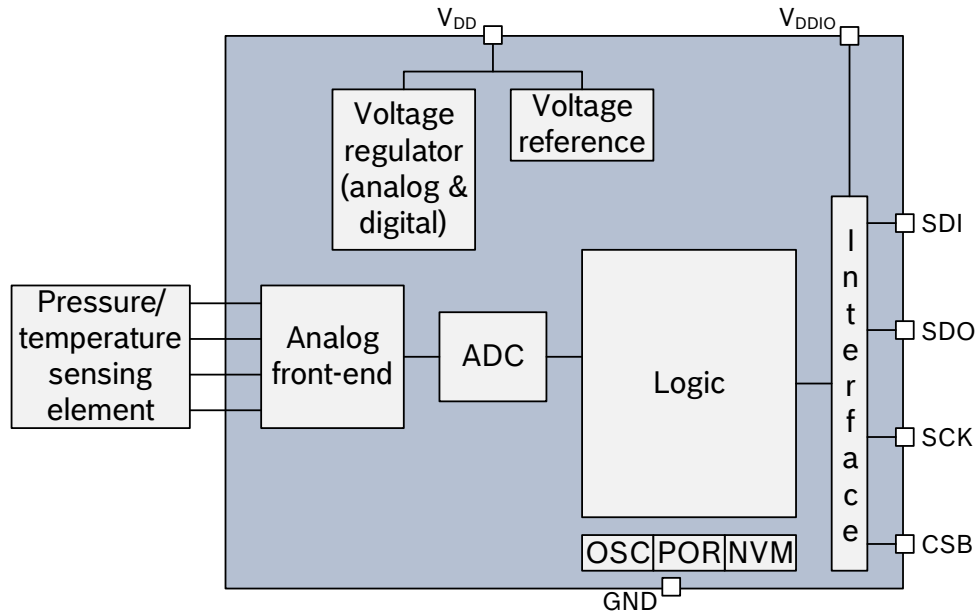 VDD
VDDIO
Voltage
regulator
(analog &
digital)
Voltage
reference
Pressure/
temperature
sensing
element
Analog
front-end
ADC
Logic
Interface
SDI
SDO
SCK
CSB
OSC
POR
NVM
GND